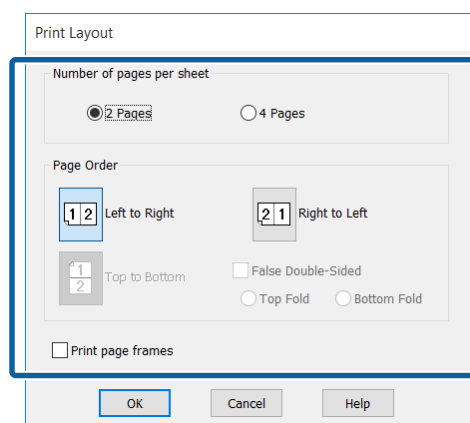 Print Layout
Number of pages per sheet
2 Pages 4 Pages
Page Order
1 2 Left to Right 2 1 Right to Left
1
2
Top to Bottom False Double-Sided
Top Fold Bottom Fold
Print page frames
OK Cancel Help